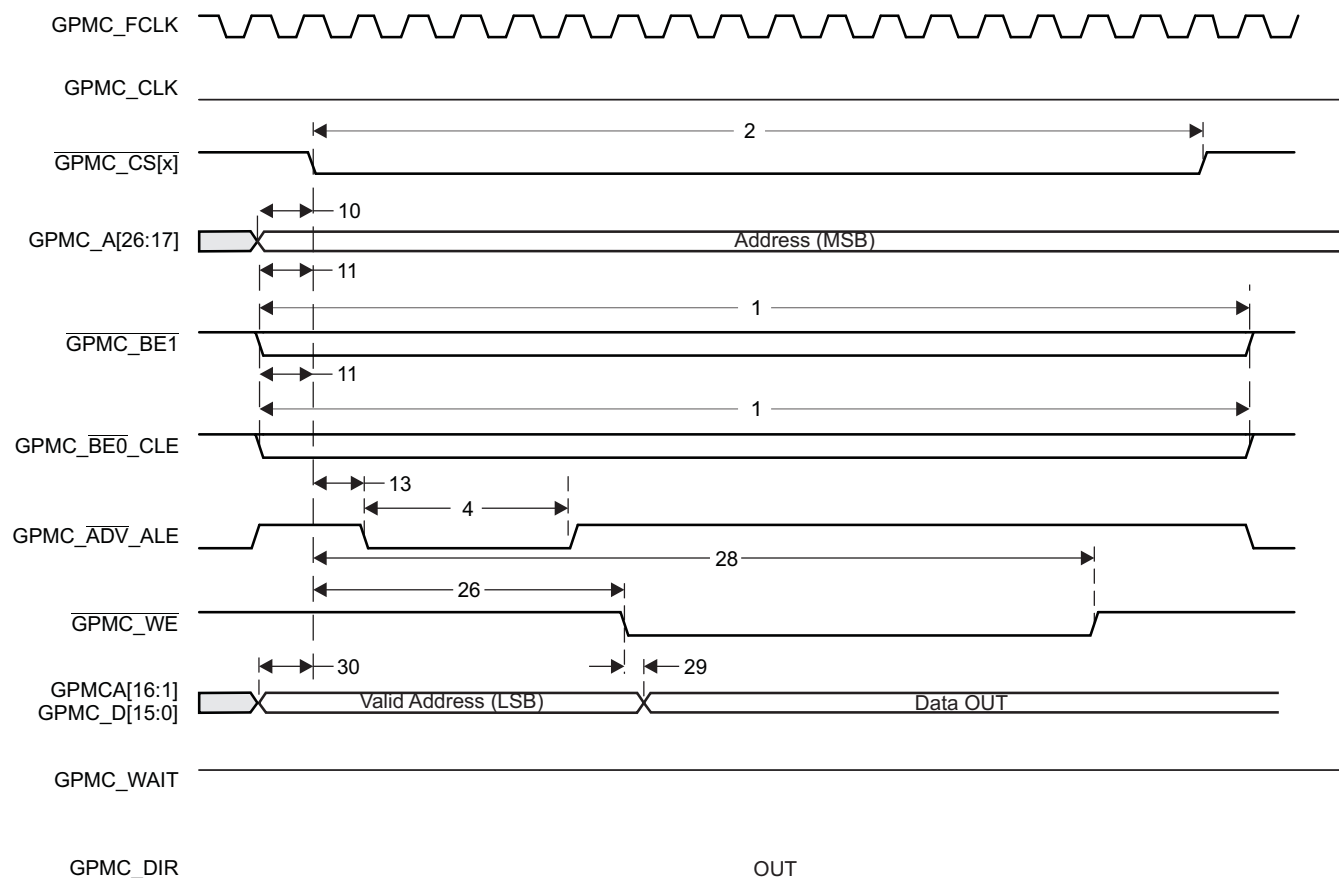 GPMC_FCLK
GPMC_CLK
2
GPMC_CS[x]
10
GPMC_A[26:17]
Address (MSB)
11
1
GPMC_BE1
11
1
GPMC_BE0_CLE
13
4
GPMC_ADV_ALE
28
26
GPMC_WE
30
29
GPMCA[16:1]
GPMC_D[15:0]
Valid Address (LSB)
Data OUT
GPMC_WAIT
GPMC_DIR
OUT